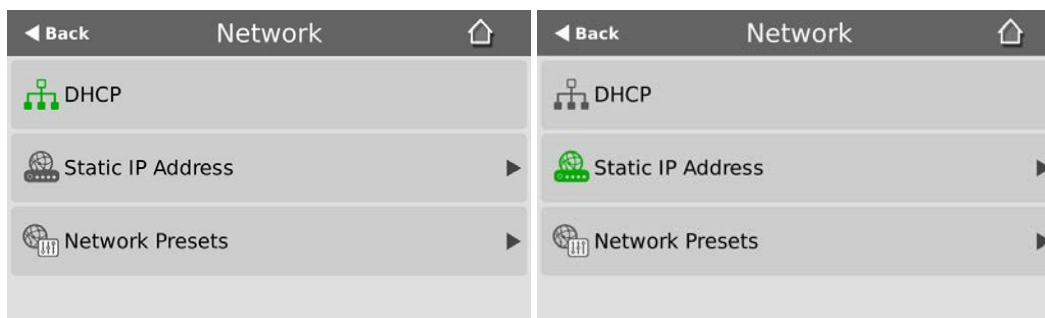 Back Network
DHCP
Static IP Address
Network Presets
Back Network
DHCP
Static IP Address
Network Presets